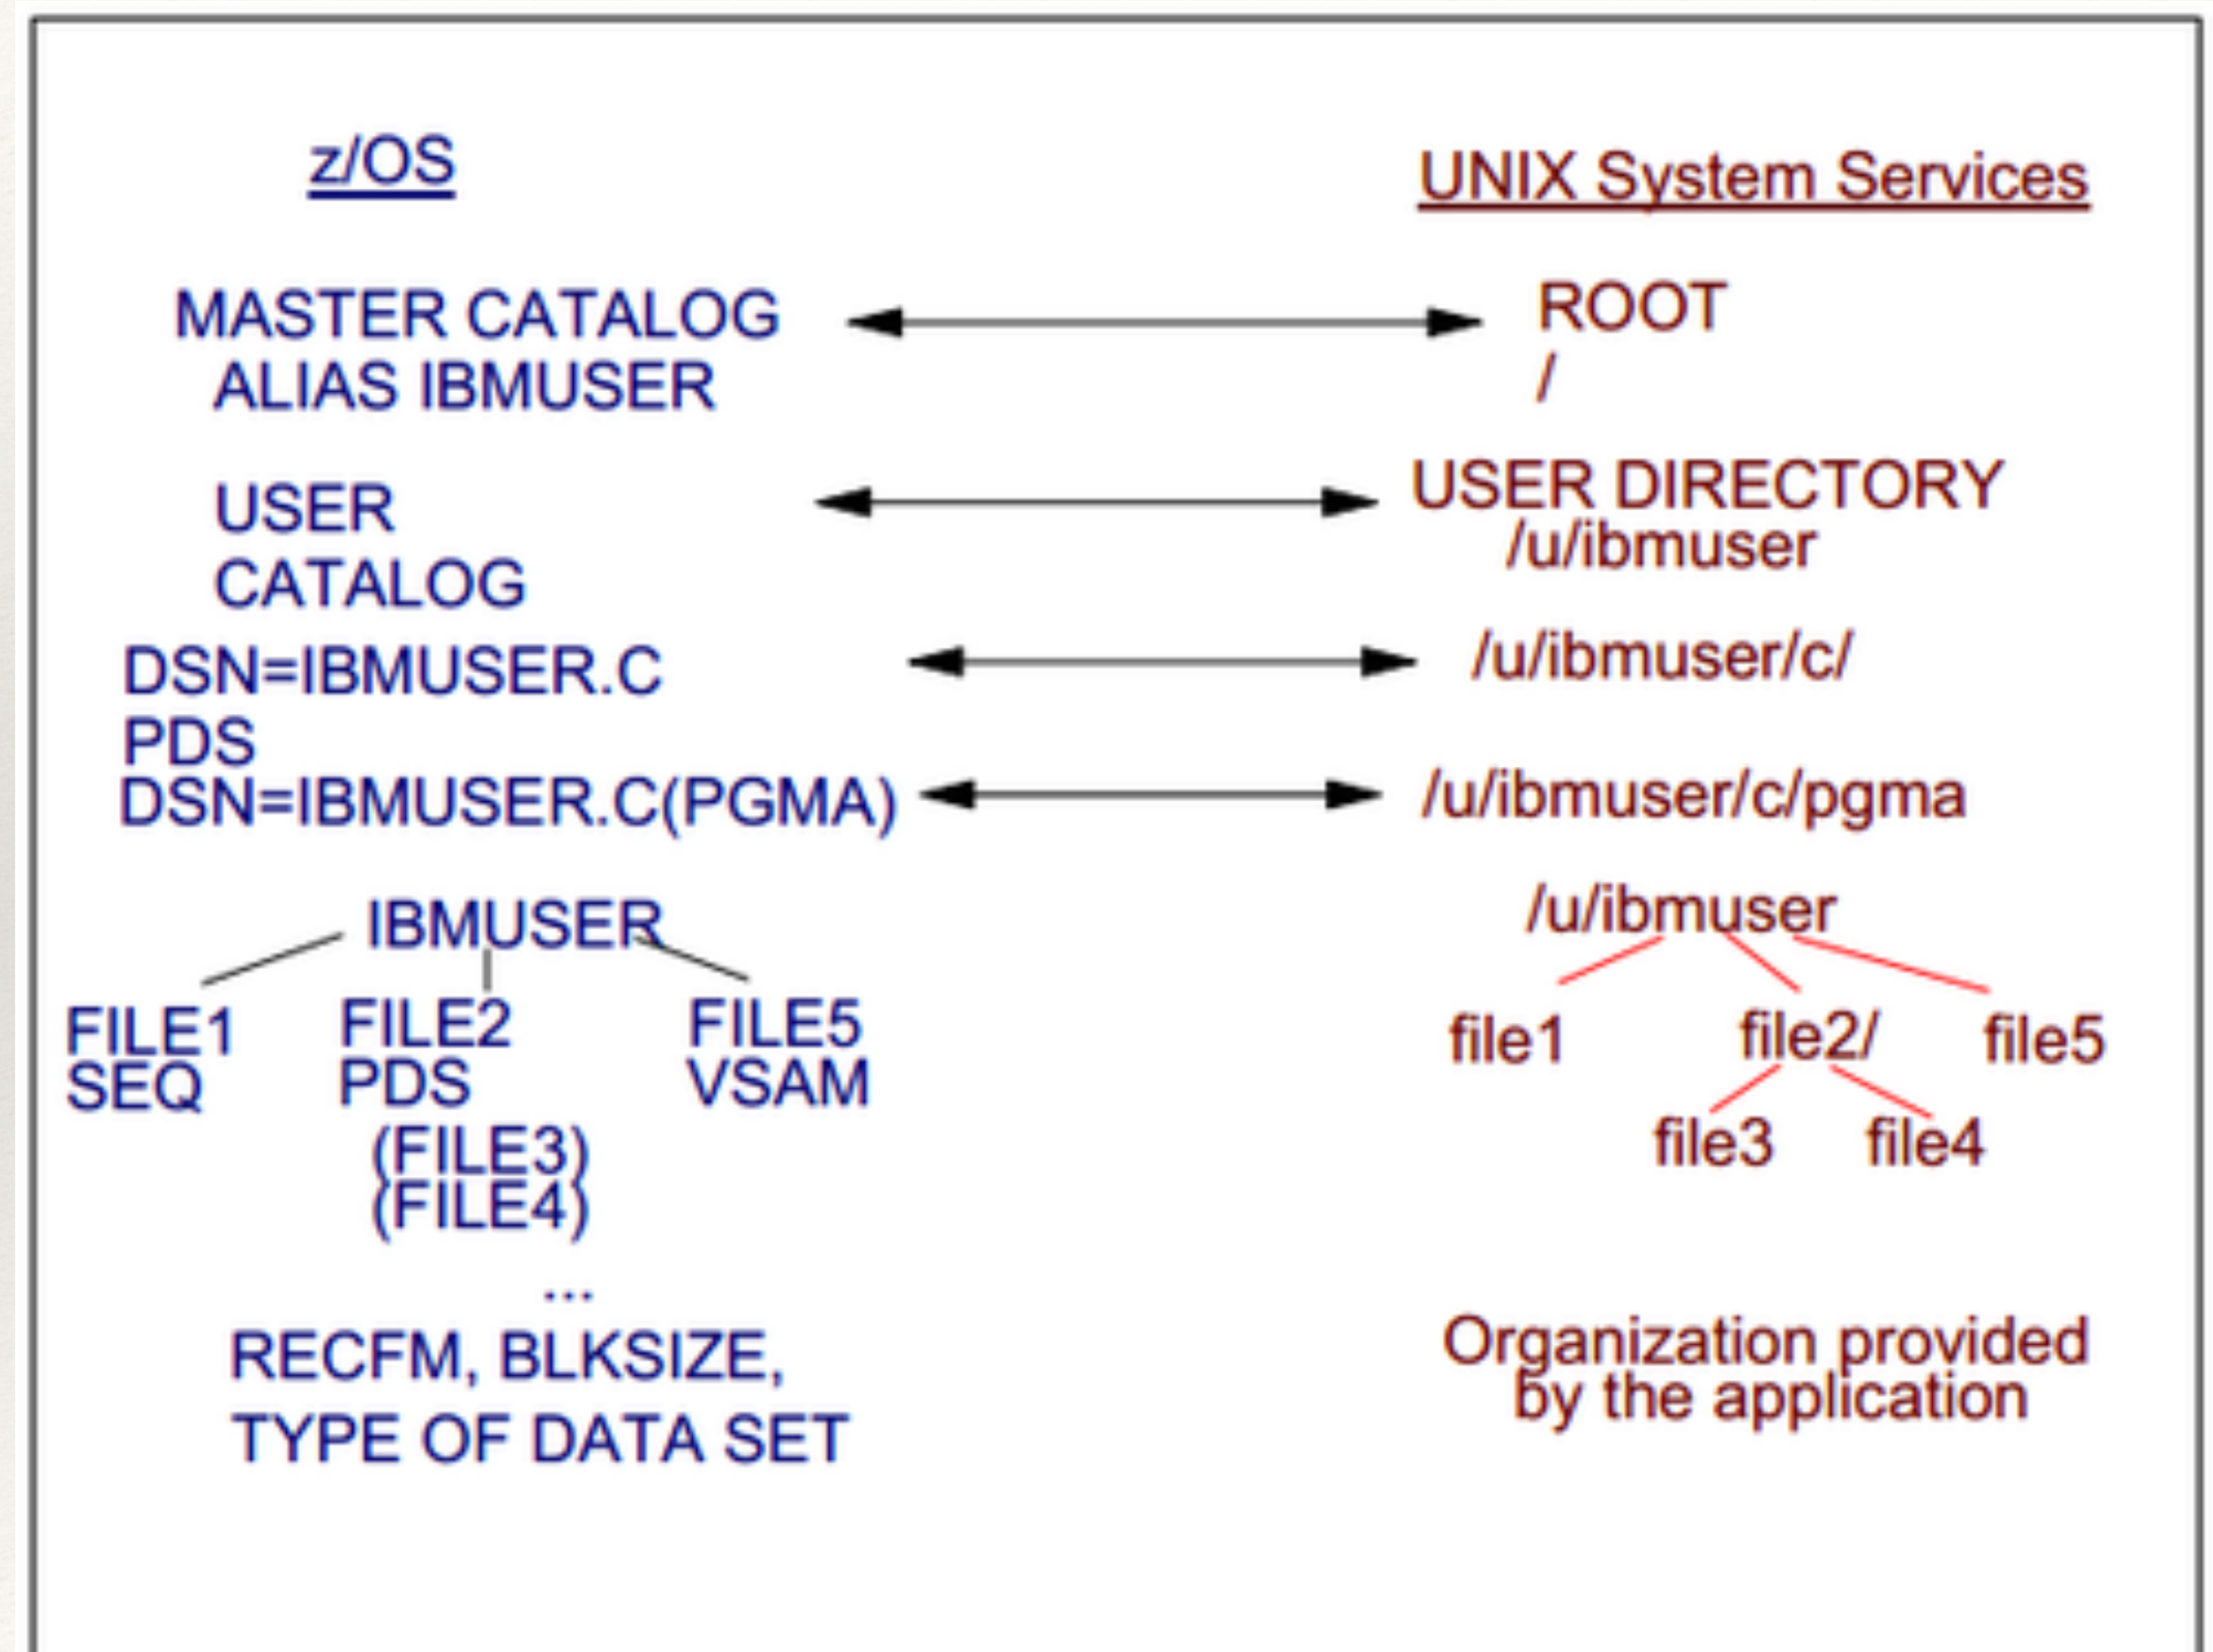 z/OS
UNIX System Services
MASTER CATALOG
ROOT
ALIAS IBMUSER
/
USER
USER DIRECTORY
CATALOG
/u/ibmuser
DSN=IBMUSER.C
/u/ibmuser/c/
PDS
DSN=IBMUSER.C(PGMA)
/u/ibmuser/c/pgma
IBMUSER
/u/ibmuser
FILE1
FILE2
FILE5
SEQ
PDS
VSAM
(FILE3)
(FILE4)
file1
file2/
file5
file3
file4
...
RECFM, BLKSIZE,
TYPE OF DATA SET
Organization provided
by the application